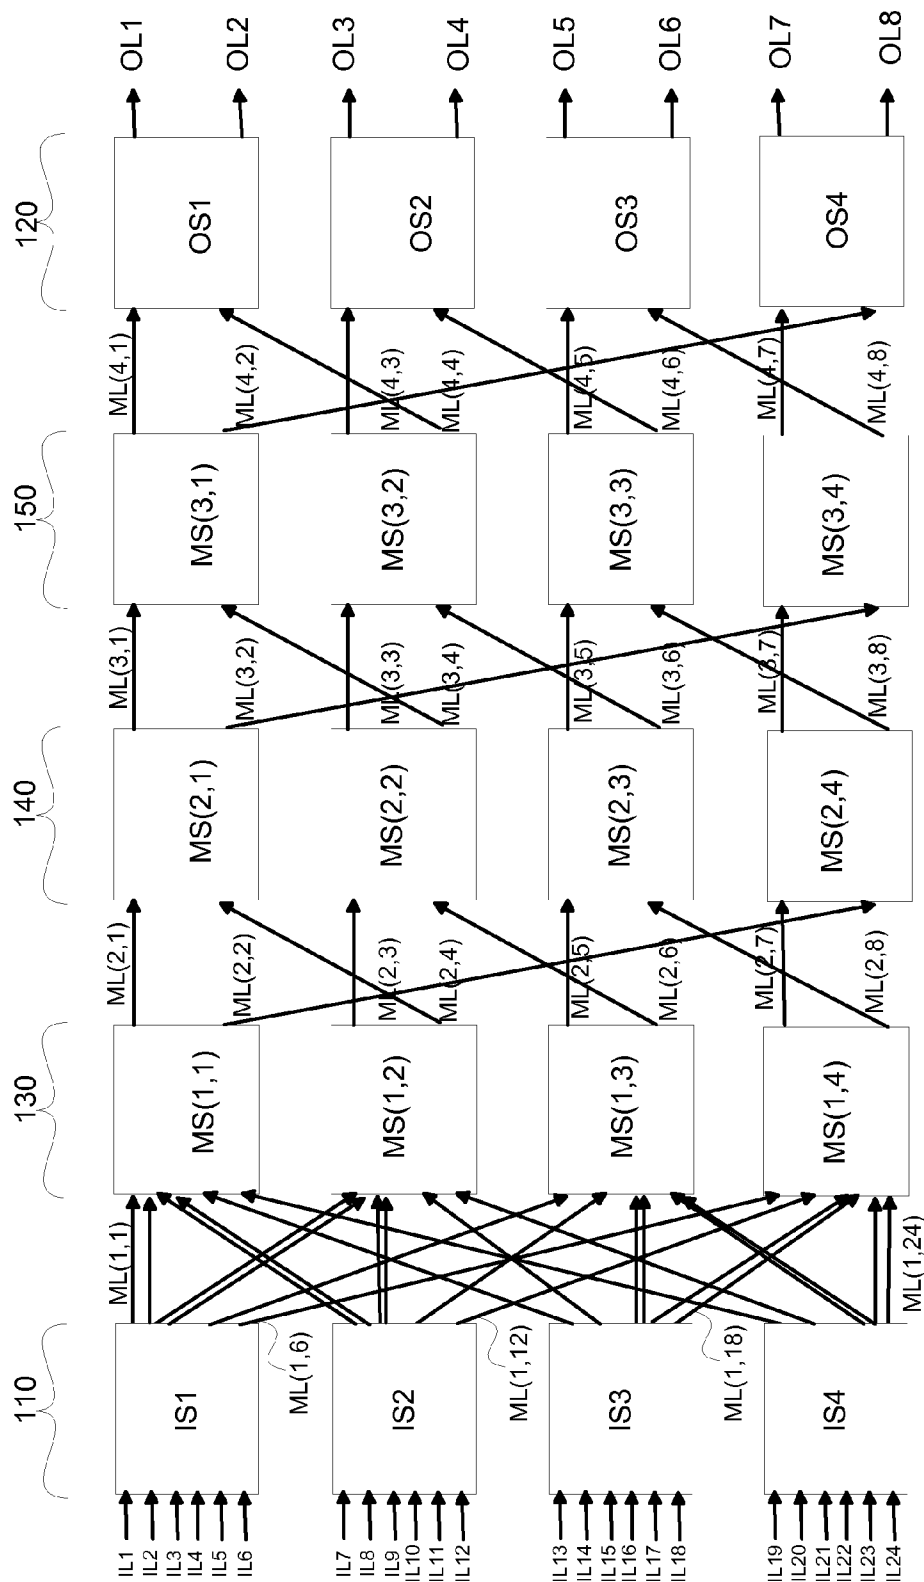 110
130
140
150
120
IL1
IL2
IL3
IL4
IL5
IL6
IS1
ML(1,1)
ML(1,6)
MS(1,1)
ML(2,1)
ML(2,2)
MS(2,1)
ML(3,1)
ML(3,2)
MS(3,1)
ML(4,1)
ML(4,2)
OS1
OL1
OL2
IL7
IL8
IL9
IL10
IL11
IL12
IS2
ML(1,12)
MS(1,2)
ML(2,3)
ML(2,4)
MS(2,2)
ML(3,3)
ML(3,4)
MS(3,2)
ML(4,3)
ML(4,4)
OS2
OL3
OL4
IL13
IL14
IL15
IL16
IL17
IL18
IS3
ML(1,18)
MS(1,3)
ML(2,5)
ML(2,6)
MS(2,3)
ML(3,5)
ML(3,6)
MS(3,3)
ML(4,5)
ML(4,6)
OS3
OL5
OL6
IL19
IL20
IL21
IL22
IL23
IL24
IS4
ML(1,24)
MS(1,4)
ML(2,7)
ML(2,8)
MS(2,4)
ML(3,7)
ML(3,8)
MS(3,4)
ML(4,7)
ML(4,8)
OS4
OL7
OL8